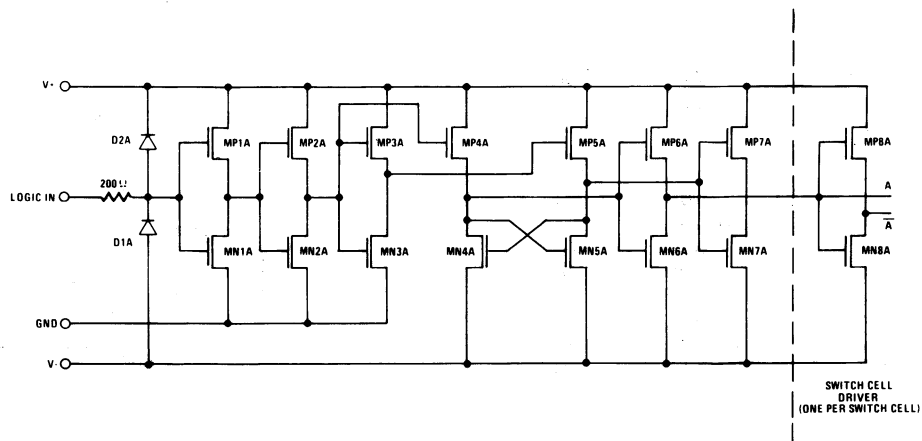 V+
D2A
MP1A
MP2A
MP3A
MP4A
MP5A
MP6A
MP7A
MP8A
200 Ω
LOGIC IN
A
A̅
D1A
MN1A
MN2A
MN3A
MN4A
MN5A
MN6A
MN7A
MN8A
GND
V-
SWITCH CELL
DRIVER
(ONE PER SWITCH CELL)